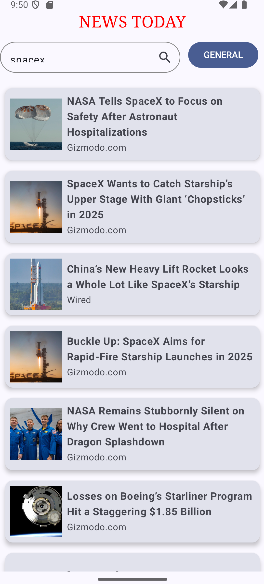 9:50
NEWS TODAY
spacex
GENERAL
NASA Tells SpaceX to Focus on
Safety After Astronaut
Hospitalizations
Gizmodo.com
SpaceX Wants to Catch Starship's
Upper Stage With Giant ‘Chopsticks’
in 2025
Gizmodo.com
China's New Heavy Lift Rocket Looks
a Whole Lot Like SpaceX's Starship
Wired
Buckle Up: SpaceX Aims for
Rapid-Fire Starship Launches in 2025
Gizmodo.com
NASA Remains Stubbornly Silent on
Why Crew Went to Hospital After
Dragon Splashdown
Gizmodo.com
Losses on Boeing's Starliner Program
Hit a Staggering $1.85 Billion
Gizmodo.com